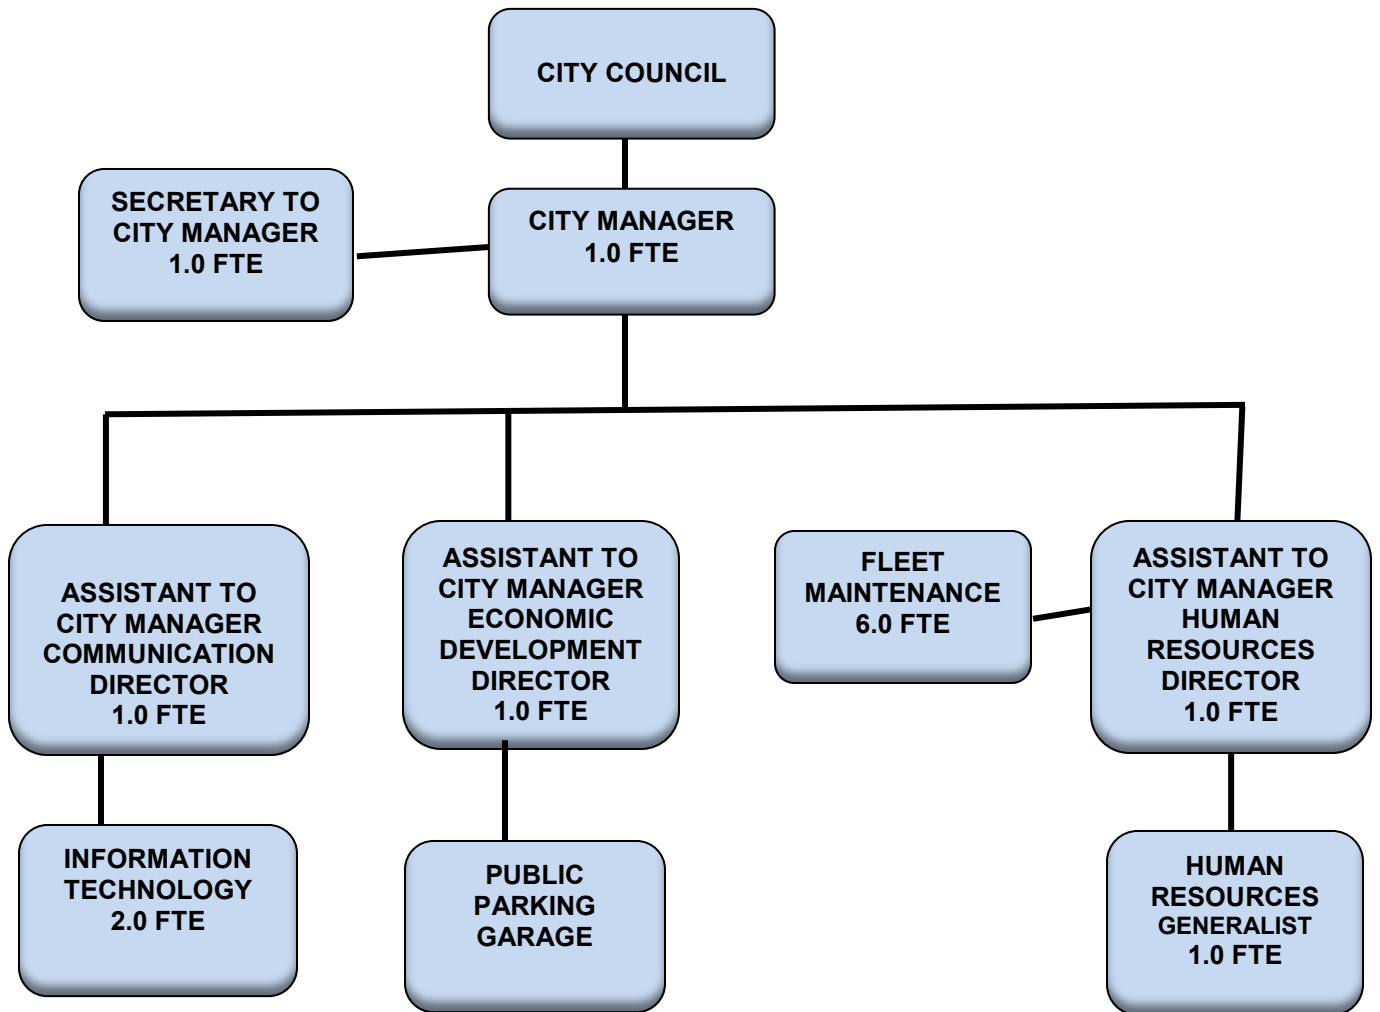 CITY COUNCIL
SECRETARY TO
CITY MANAGER
1.0 FTE
CITY MANAGER
1.0 FTE
ASSISTANT TO
CITY MANAGER
COMMUNICATION
DIRECTOR
1.0 FTE
ASSISTANT TO
CITY MANAGER
ECONOMIC
DEVELOPMENT
DIRECTOR
1.0 FTE
FLEET
MAINTENANCE
6.0 FTE
ASSISTANT TO
CITY MANAGER
HUMAN
RESOURCES
DIRECTOR
1.0 FTE
INFORMATION
TECHNOLOGY
2.0 FTE
PUBLIC
PARKING
GARAGE
HUMAN
RESOURCES
GENERALIST
1.0 FTE